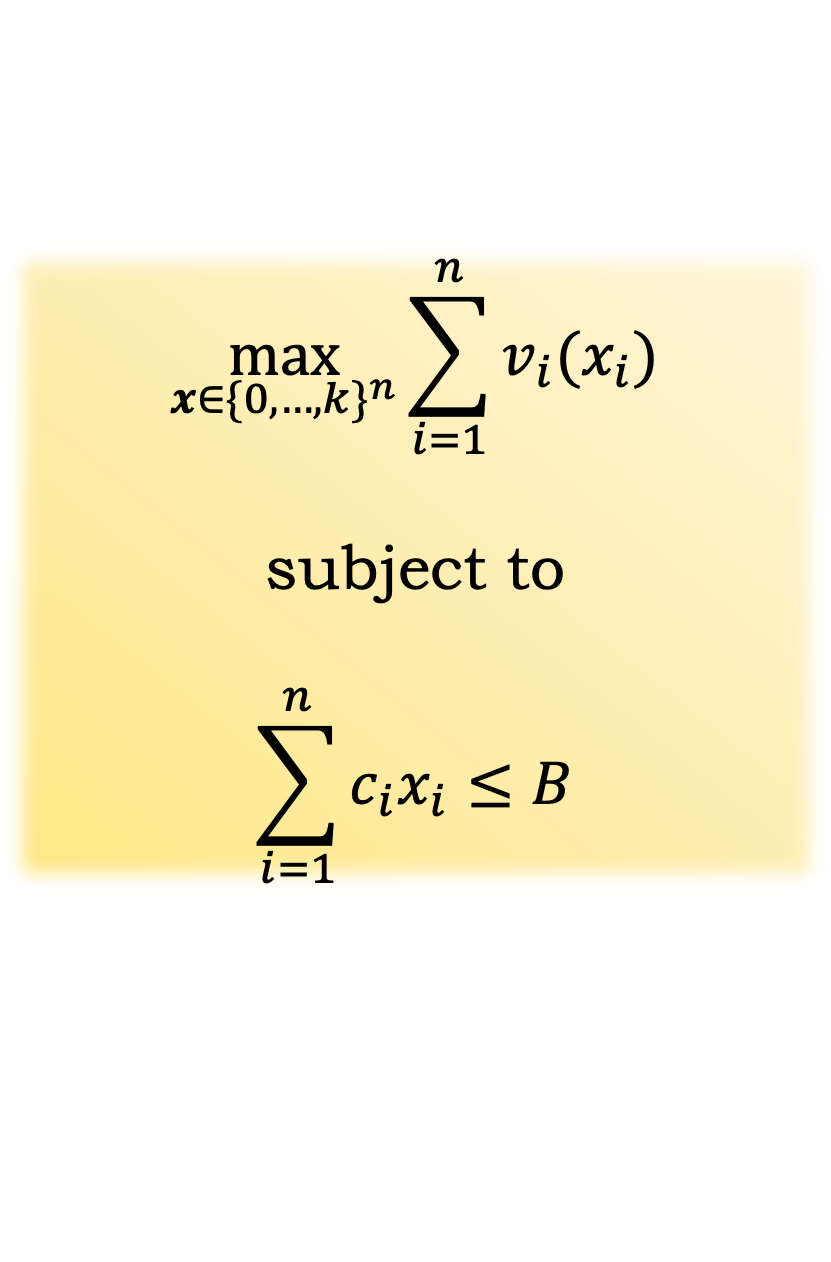 max_{𝒙∈{0,…,k}ⁿ} ∑_{i=1}^{n} v_i(x_i)
subject to
∑_{i=1}^{n} c_i x_i ≤ B